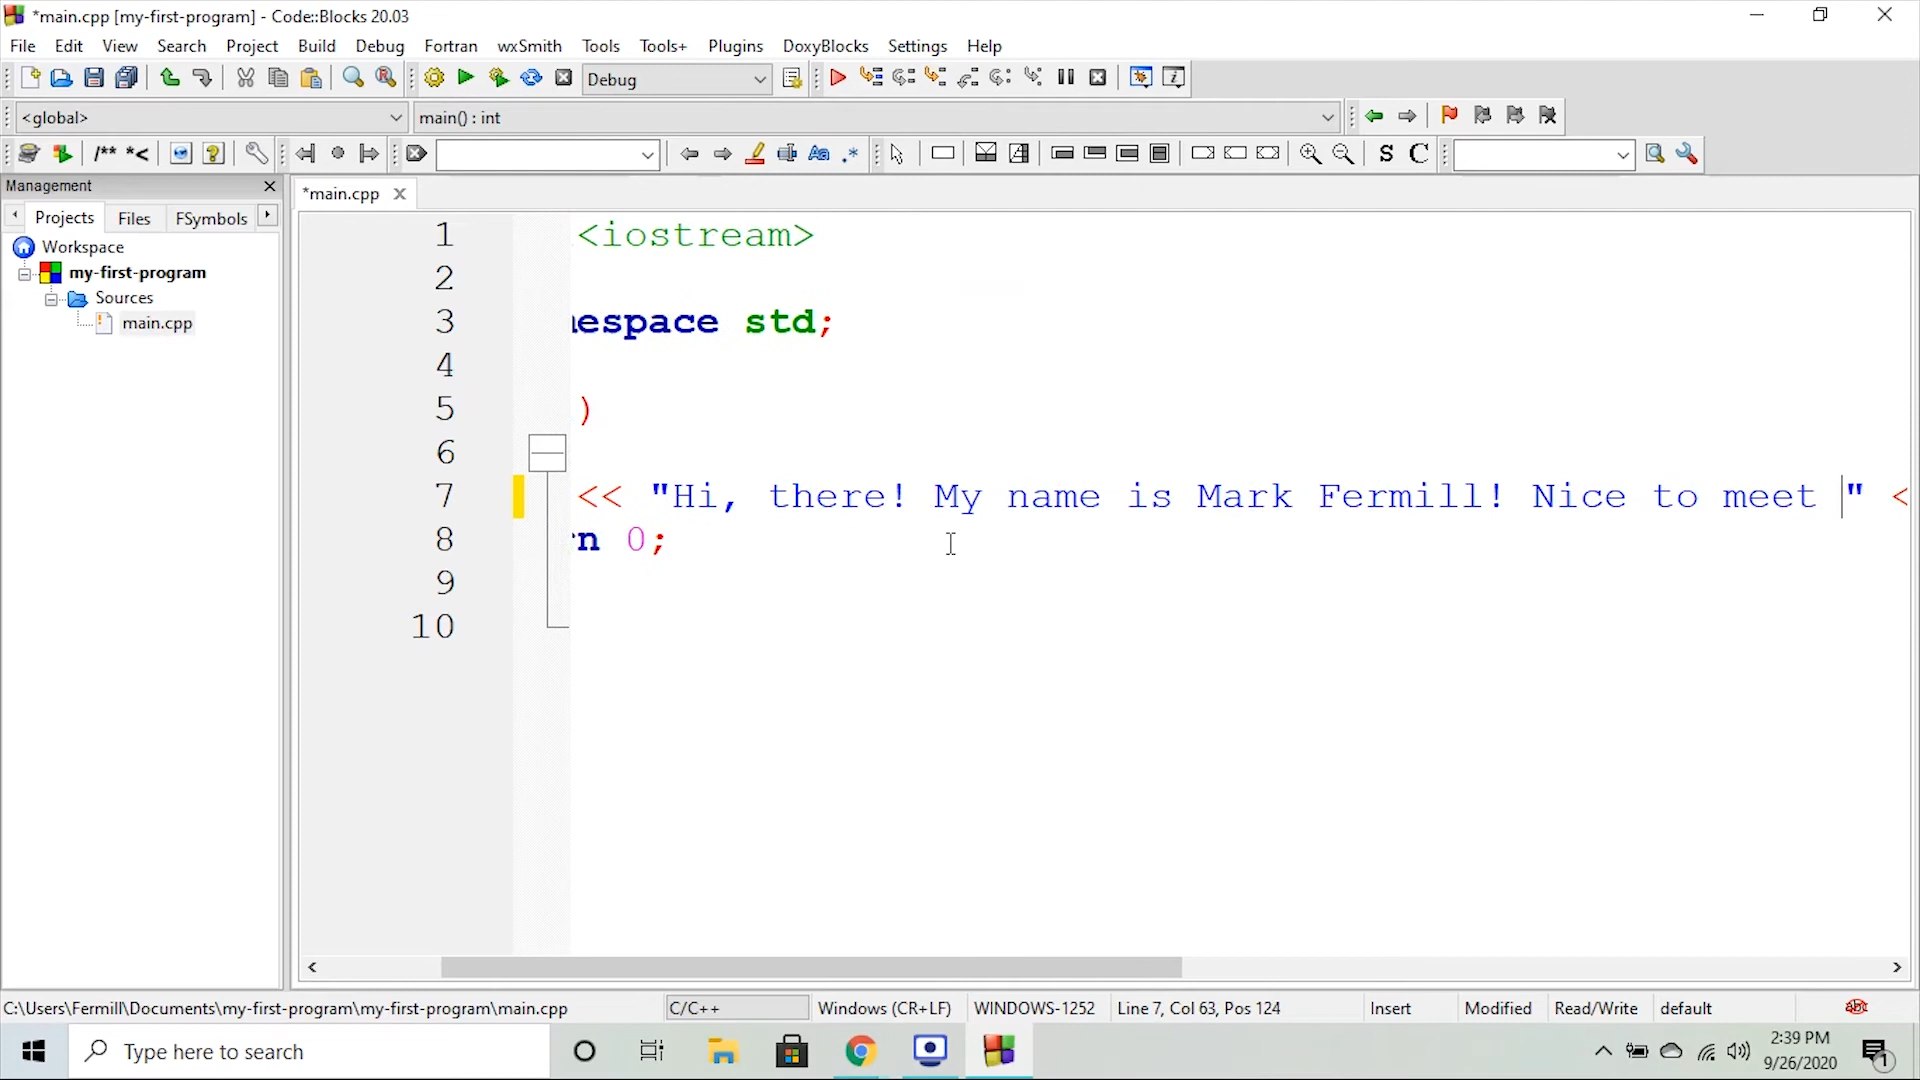 *main.cpp [my-first-program] - Code::Blocks 20.03
File Edit View Search Project Build Debug Fortran wxSmith Tools Tools+ Plugins DoxyBlocks Settings Help
Debug
<global> main() : int
/** *< Aa .* S C
Management
*main.cpp
Projects Files FSymbols
Workspace
my-first-program
Sources
main.cpp
1 <iostream>
2
3 espace std;
4
5 )
6
7 << "Hi, there! My name is Mark Fermill! Nice to meet " <
8 n 0;
9
10
C:\Users\Fermill\Documents\my-first-program\my-first-program\main.cpp C/C++ Windows (CR+LF) WINDOWS-1252 Line 7, Col 63, Pos 124 Insert Modified Read/Write default abc
Type here to search
2:39 PM
9/26/2020
1